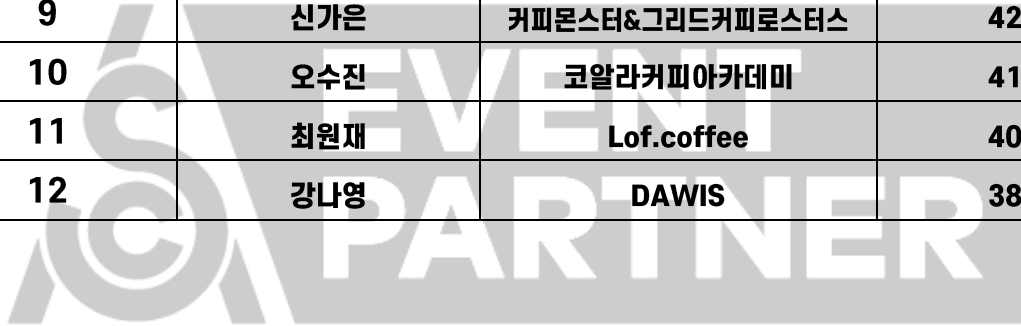 9 신가은 커피몬스터&그리드커피로스터스 42
10 오수진 코알라커피아카데미 41
11 최원재 Lof.coffee 40
12 강나영 DAWIS 38
EVENT
PARTNER